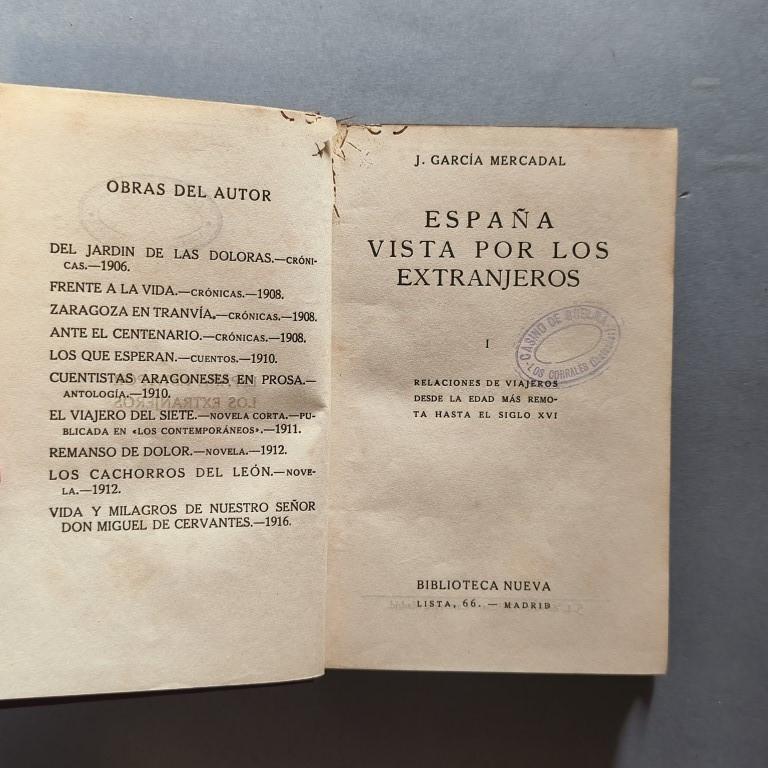 OBRAS DEL AUTOR
DEL JARDIN DE LAS DOLORAS.—CRÓNI-
CAS.—1906.
FRENTE A LA VIDA.—CRÓNICAS.—1908.
ZARAGOZA EN TRANVÍA.—CRÓNICAS.—1908.
ANTE EL CENTENARIO.—CRÓNICAS.—1908.
LOS QUE ESPERAN.—CUENTOS.—1910.
CUENTISTAS ARAGONESES EN PROSA.—
ANTOLOGÍA.—1910.
EL VIAJERO DEL SIETE.—NOVELA CORTA.—PU-
BLICADA EN «LOS CONTEMPORÁNEOS».—1911.
REMANSO DE DOLOR.—NOVELA.—1912.
LOS CACHORROS DEL LEÓN.—NOVE-
LA.—1912.
VIDA Y MILAGROS DE NUESTRO SEÑOR
DON MIGUEL DE CERVANTES.—1916.
J. GARCÍA MERCADAL
ESPAÑA
VISTA POR LOS
EXTRANJEROS
I
CASINO DE BUELNA
LOS CORRALES
RELACIONES DE VIAJEROS
DESDE LA EDAD MÁS REMO-
TA HASTA EL SIGLO XVI
BIBLIOTECA NUEVA
LISTA, 66. — MADRID